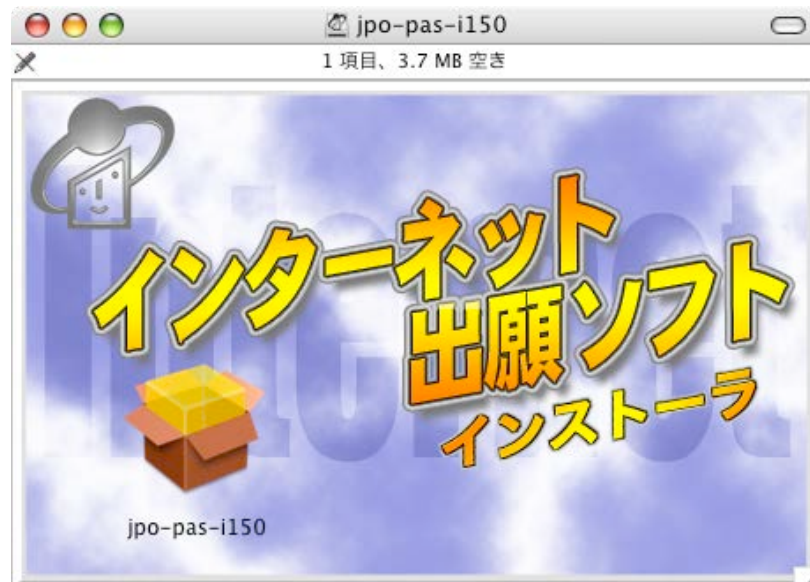 jpo-pas-i150
1 項目、3.7 MB 空き
Internet
インターネット
出願ソフト
インストーラ
jpo-pas-i150